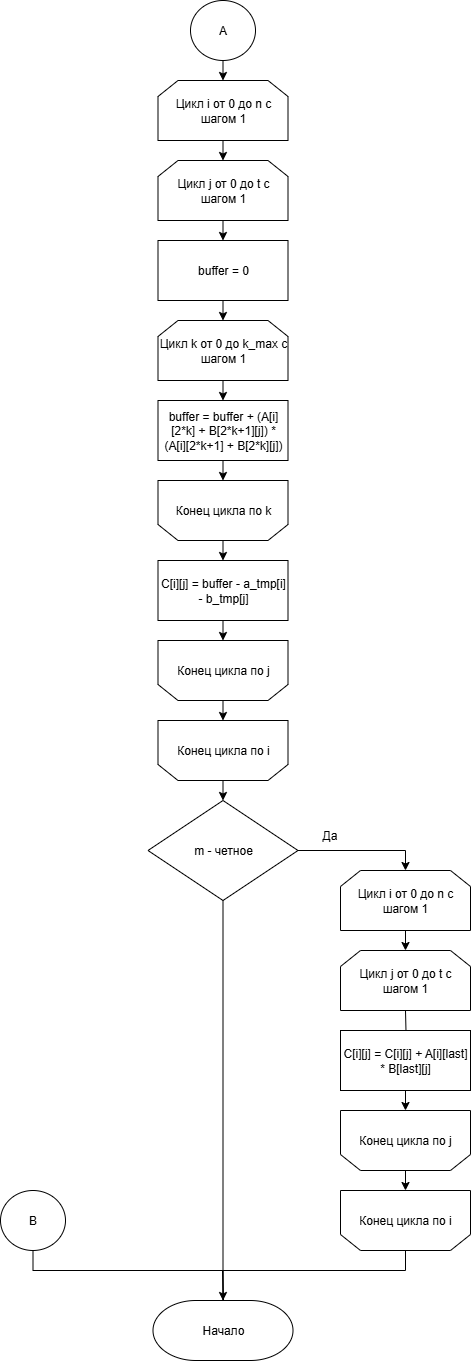 A
Цикл i от 0 до n с
шагом 1
Цикл j от 0 до t с
шагом 1
buffer = 0
Цикл k от 0 до k_max с
шагом 1
buffer = buffer + (A[i]
[2*k] + B[2*k+1][j]) *
(A[i][2*k+1] + B[2*k][j])
Конец цикла по k
C[i][j] = buffer - a_tmp[i]
- b_tmp[j]
Конец цикла по j
Конец цикла по i
m - четное
Да
Цикл i от 0 до n с
шагом 1
Цикл j от 0 до t с
шагом 1
C[i][j] = C[i][j] + A[i][last]
* B[last][j]
Конец цикла по j
Конец цикла по i
B
Начало